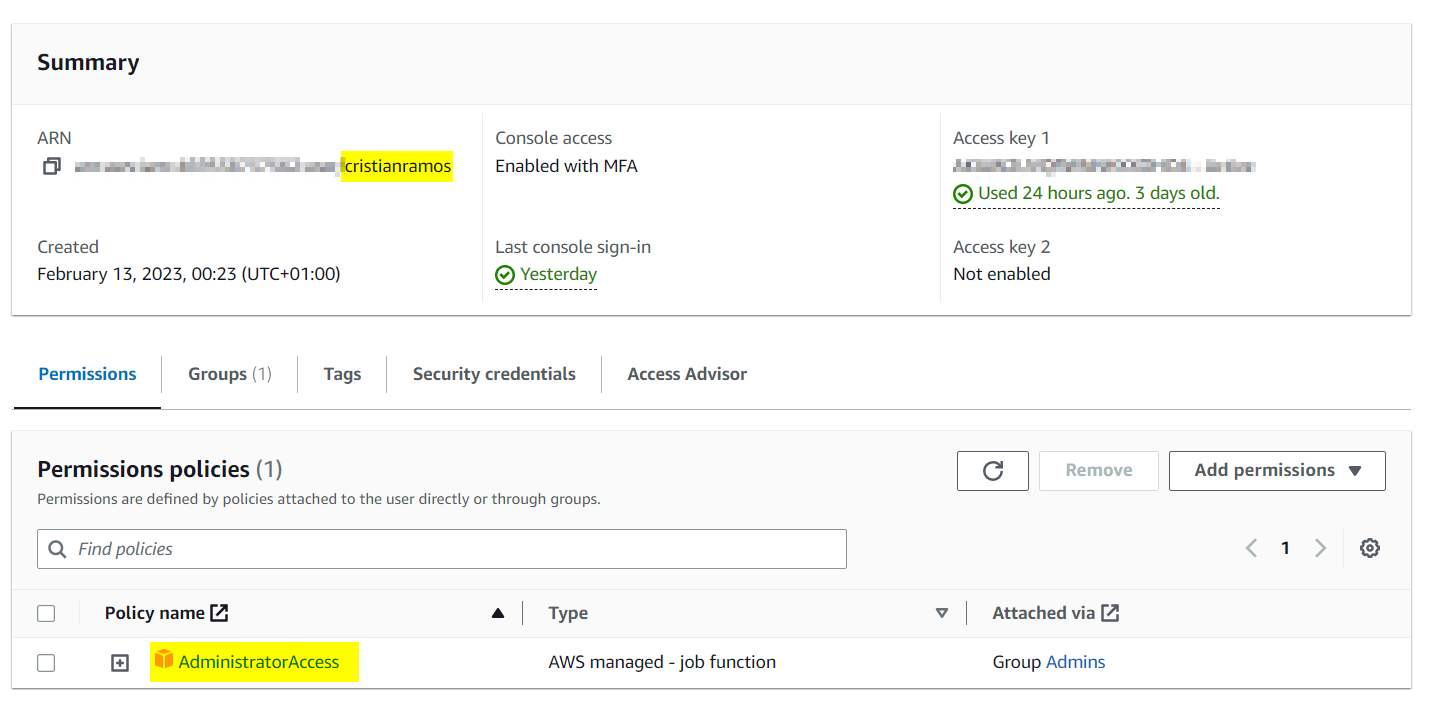 Summary
ARN
cristianramos
Created
February 13, 2023, 00:23 (UTC+01:00)
Console access
Enabled with MFA
Last console sign-in
Yesterday
Access key 1
Used 24 hours ago. 3 days old.
Access key 2
Not enabled
Permissions Groups (1) Tags Security credentials Access Advisor
Permissions policies (1)
Permissions are defined by policies attached to the user directly or through groups.
Remove Add permissions
Find policies
1
Policy name Type Attached via
AdministratorAccess AWS managed - job function Group Admins